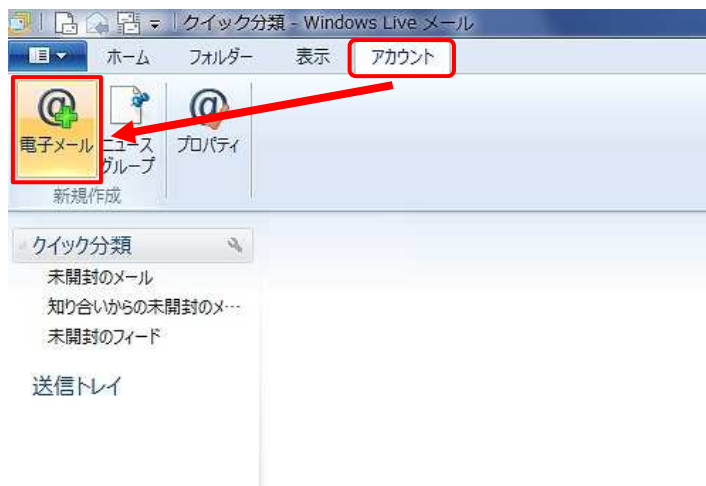 クイック分類 - Windows Live メール
ホーム フォルダー 表示 アカウント
電子メール ニュース プロパティ
グループ
新規作成
クイック分類
未開封のメール
知り合いからの未開封のメ…
未開封のフィード
送信トレイ